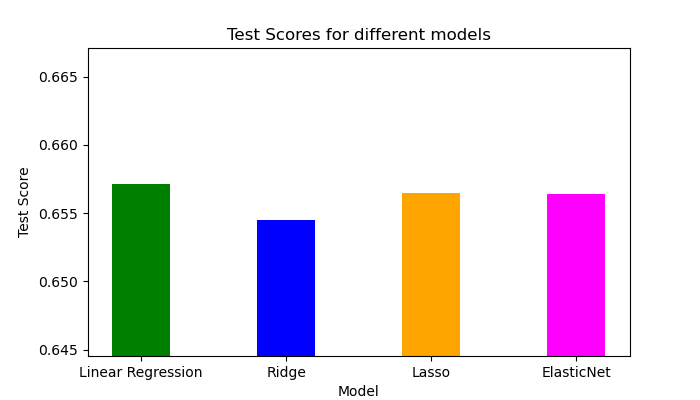 Test Scores for different models
Test Score
0.665
0.660
0.655
0.650
0.645
Linear Regression
Ridge
Lasso
ElasticNet
Model